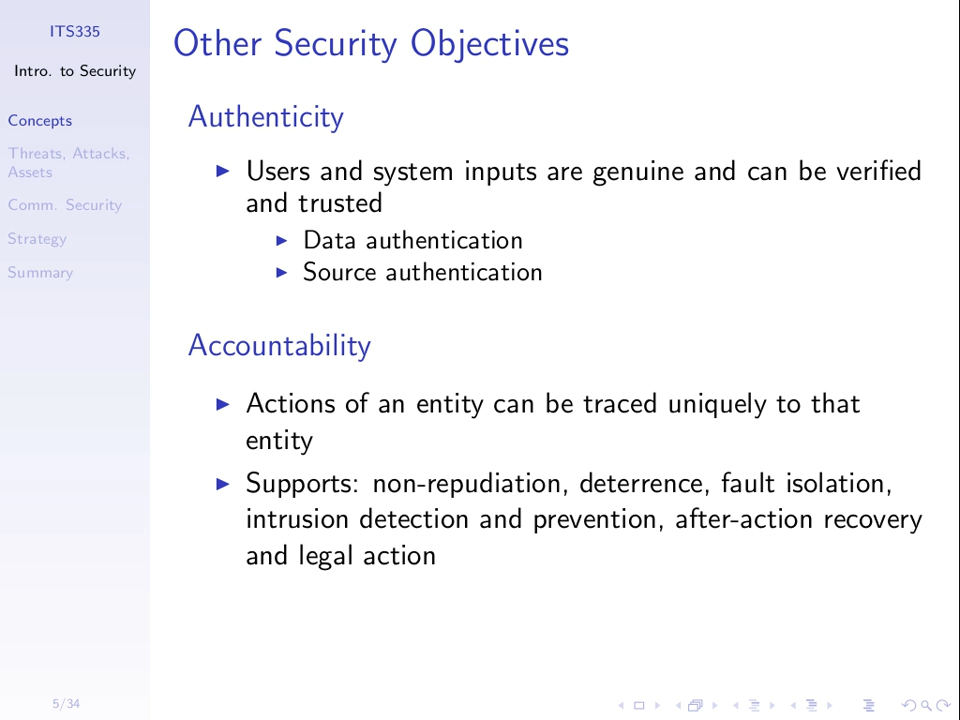 ITS335
Intro. to Security
Concepts
Threats, Attacks,
Assets
Comm. Security
Strategy
Summary
5/34
Other Security Objectives
Authenticity
Users and system inputs are genuine and can be verified
and trusted
Data authentication
Source authentication
Accountability
Actions of an entity can be traced uniquely to that
entity
Supports: non-repudiation, deterrence, fault isolation,
intrusion detection and prevention, after-action recovery
and legal action